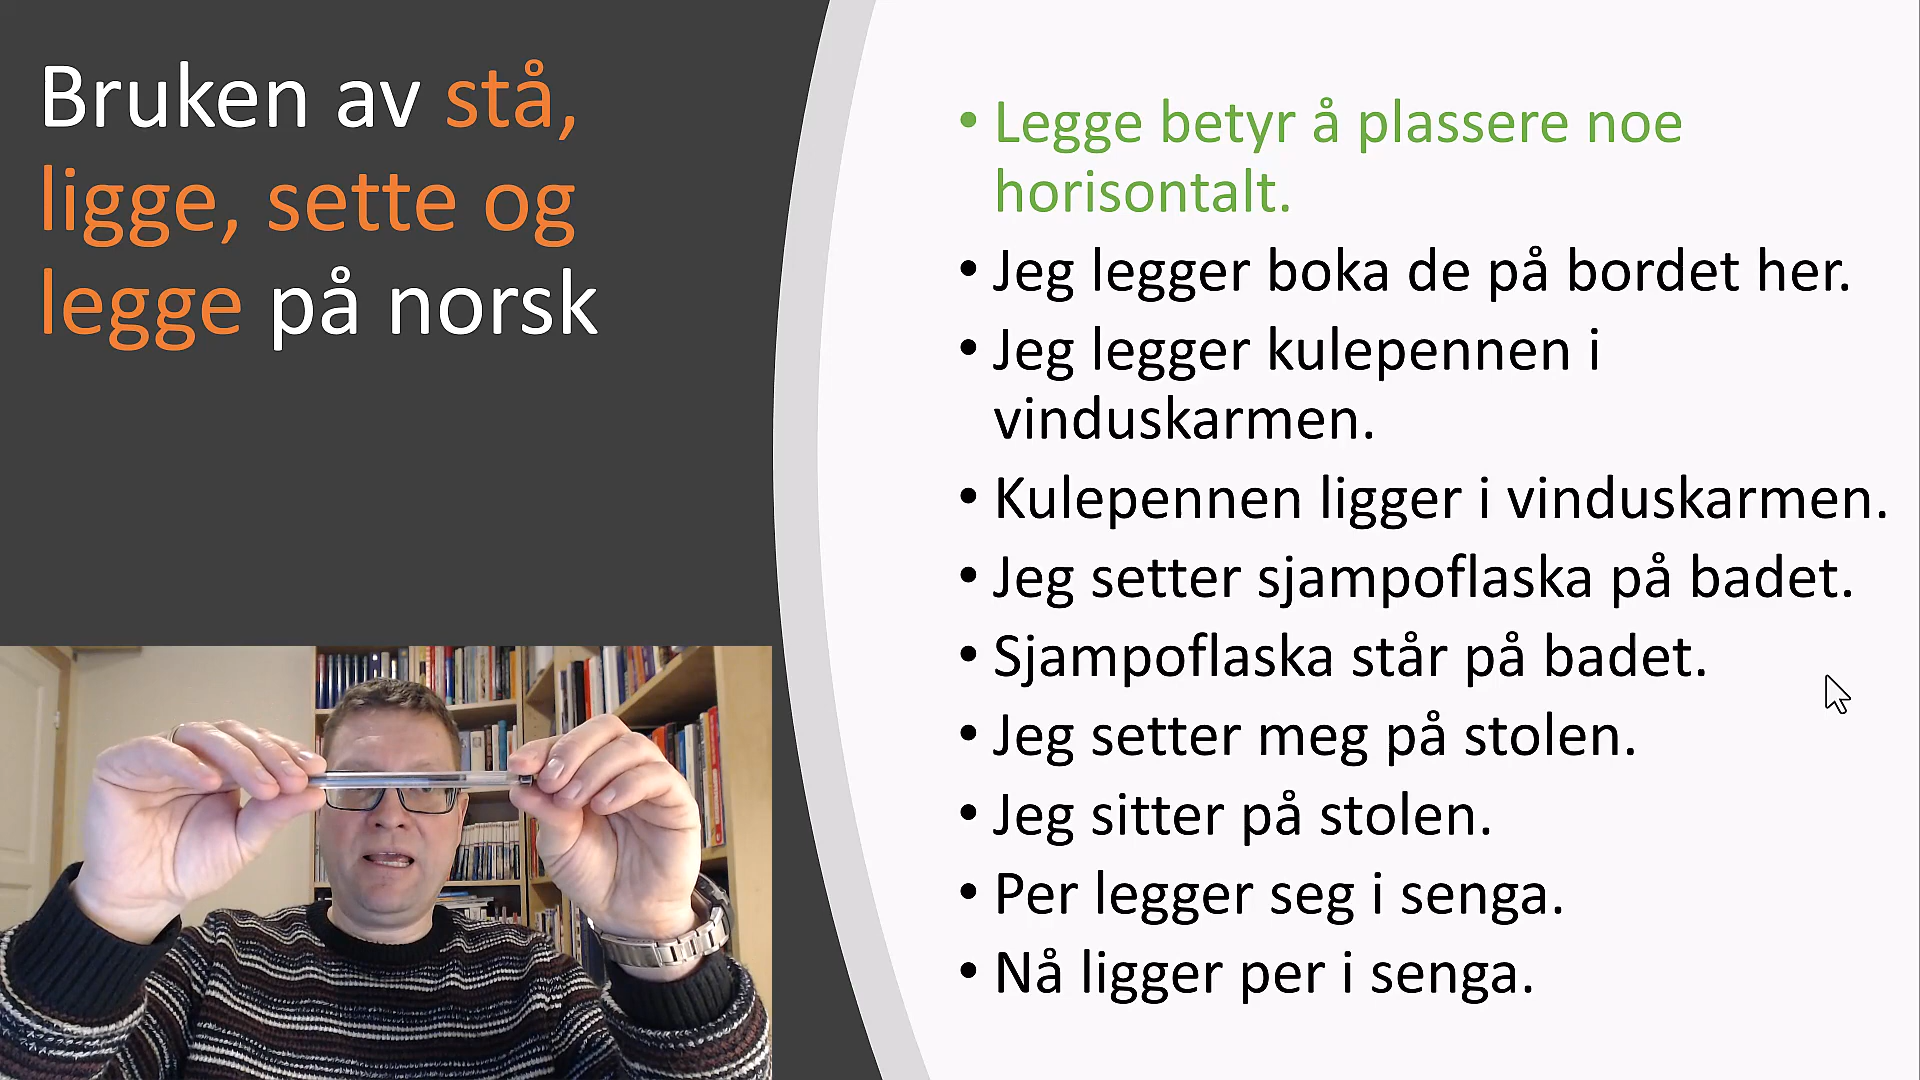 Bruken av stå,
ligge, sette og
legge på norsk
• Legge betyr å plassere noe
horisontalt.
• Jeg legger boka de på bordet her.
• Jeg legger kulepennen i
vinduskarmen.
• Kulepennen ligger i vinduskarmen.
• Jeg setter sjampoflaska på badet.
• Sjampoflaska står på badet.
• Jeg setter meg på stolen.
• Jeg sitter på stolen.
• Per legger seg i senga.
• Nå ligger per i senga.